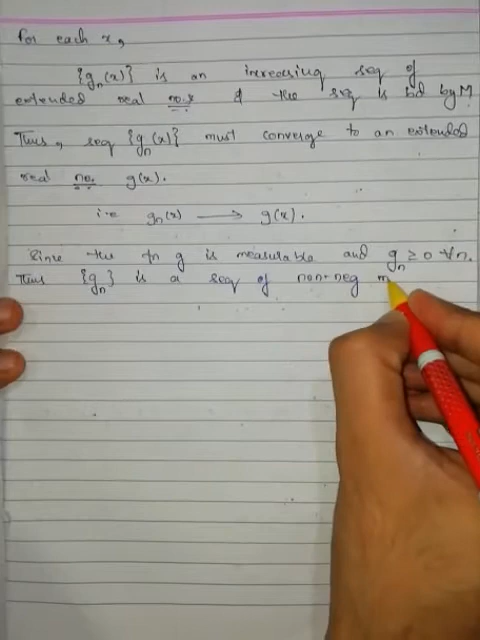 For each x,
{gₙ(x)} is an increasing seq of
extended real no.s & the seq is bd by M
Thus, seq {gₙ(x)} must converge to an extended
real no. g(x).
i.e gₙ(x) ⟶ g(x).
Since the fn g is measurable and gₙ ≥ 0 ∀n.
Thus {gₙ} is a seq of non-neg m